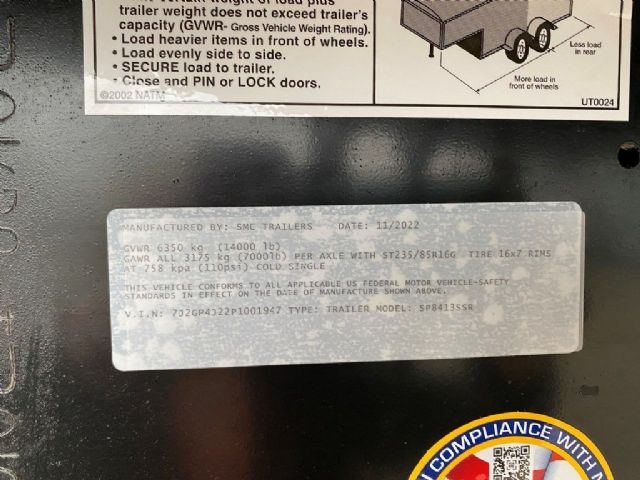 trailer weight does not exceed trailer's
capacity (GVWR- Gross Vehicle Weight Rating).
• Load heavier items in front of wheels.
• Load evenly side to side.
• SECURE load to trailer.
• Close and PIN or LOCK doors.
©2002 NATM
Less load
in rear
More load in
front of wheels
UT0024
MANUFACTURED BY: SMC TRAILERS DATE: 11/2022
GVWR 6350 kg (14000 lb)
GAWR ALL 3175 kg (7000lb) PER AXLE WITH ST235/85R16G TIRE 16x7 RIMS
AT 758 kpa (110psi) COLD SINGLE
THIS VEHICLE CONFORMS TO ALL APPLICABLE US FEDERAL MOTOR VEHICLE-SAFETY
STANDARDS IN EFFECT ON THE DATE OF MANUFACTURE SHOWN ABOVE.
V.I.N: 7J2GP4J22P1001947 TYPE: TRAILER MODEL: SP8413SSR
COMPLIANCE WITH